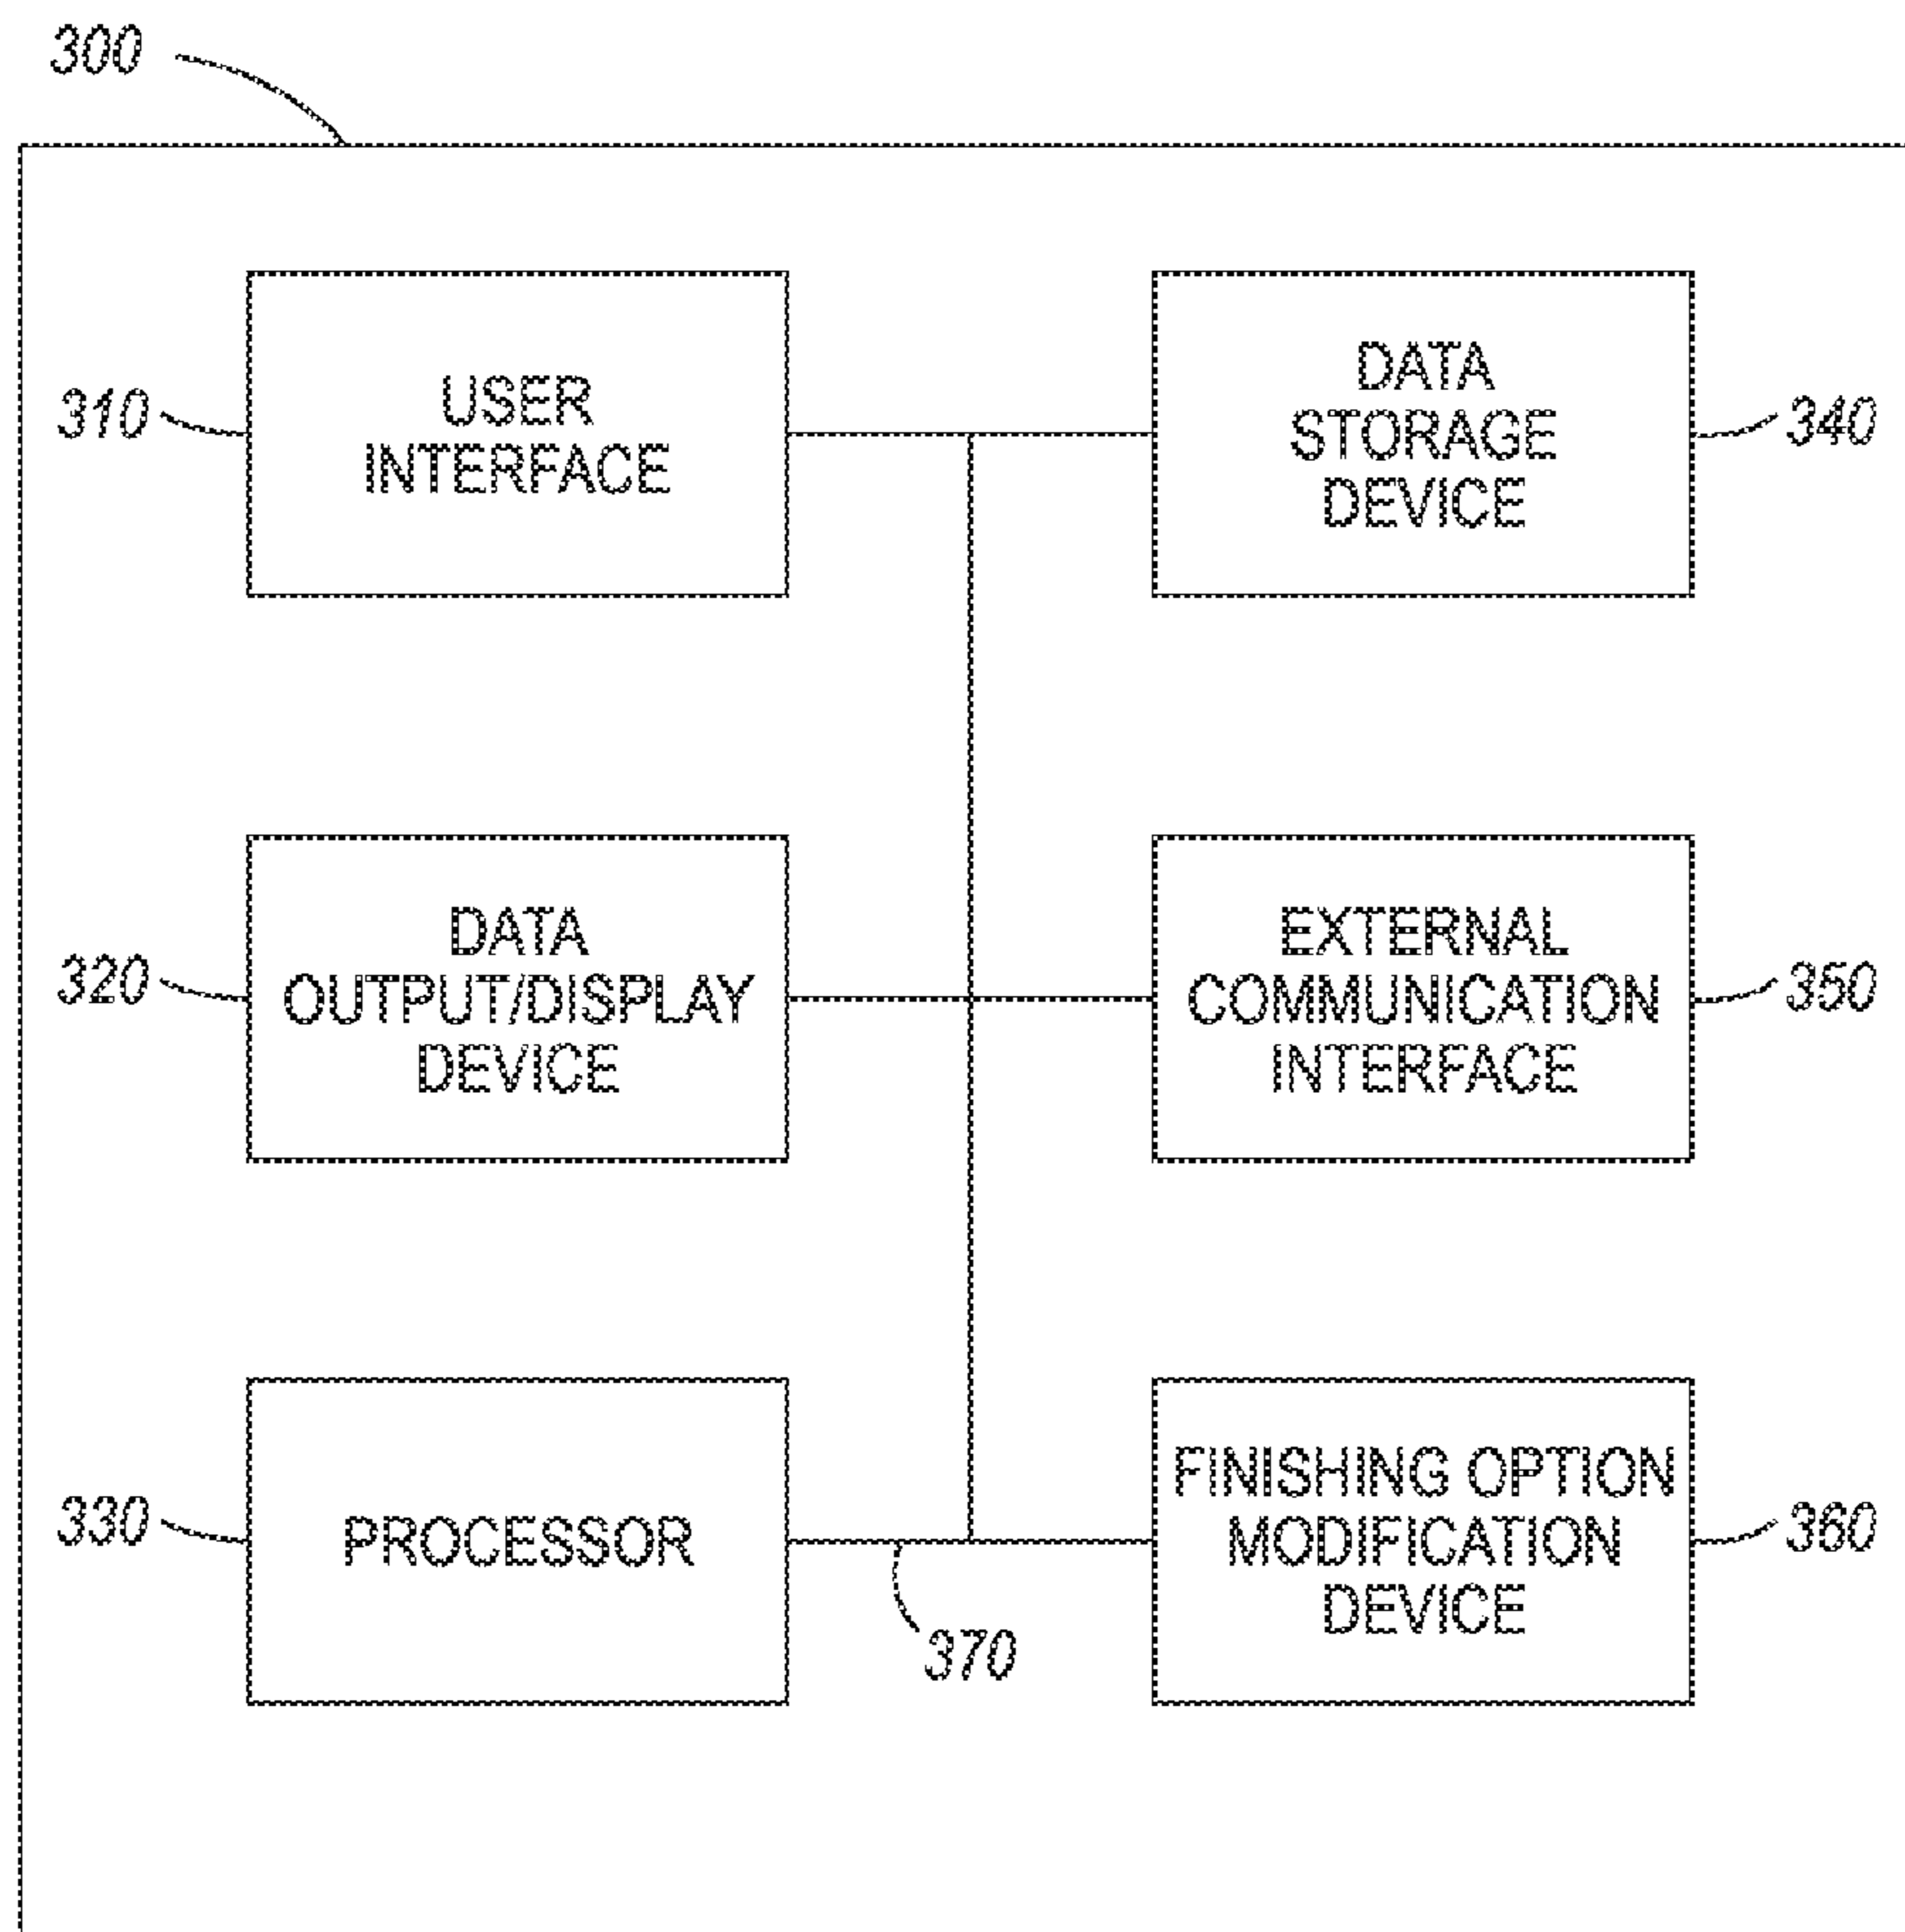 300
310
USER
INTERFACE
DATA
STORAGE
DEVICE
340
320
DATA
OUTPUT/DISPLAY
DEVICE
EXTERNAL
COMMUNICATION
INTERFACE
350
330
PROCESSOR
370
FINISHING OPTION
MODIFICATION
DEVICE
360